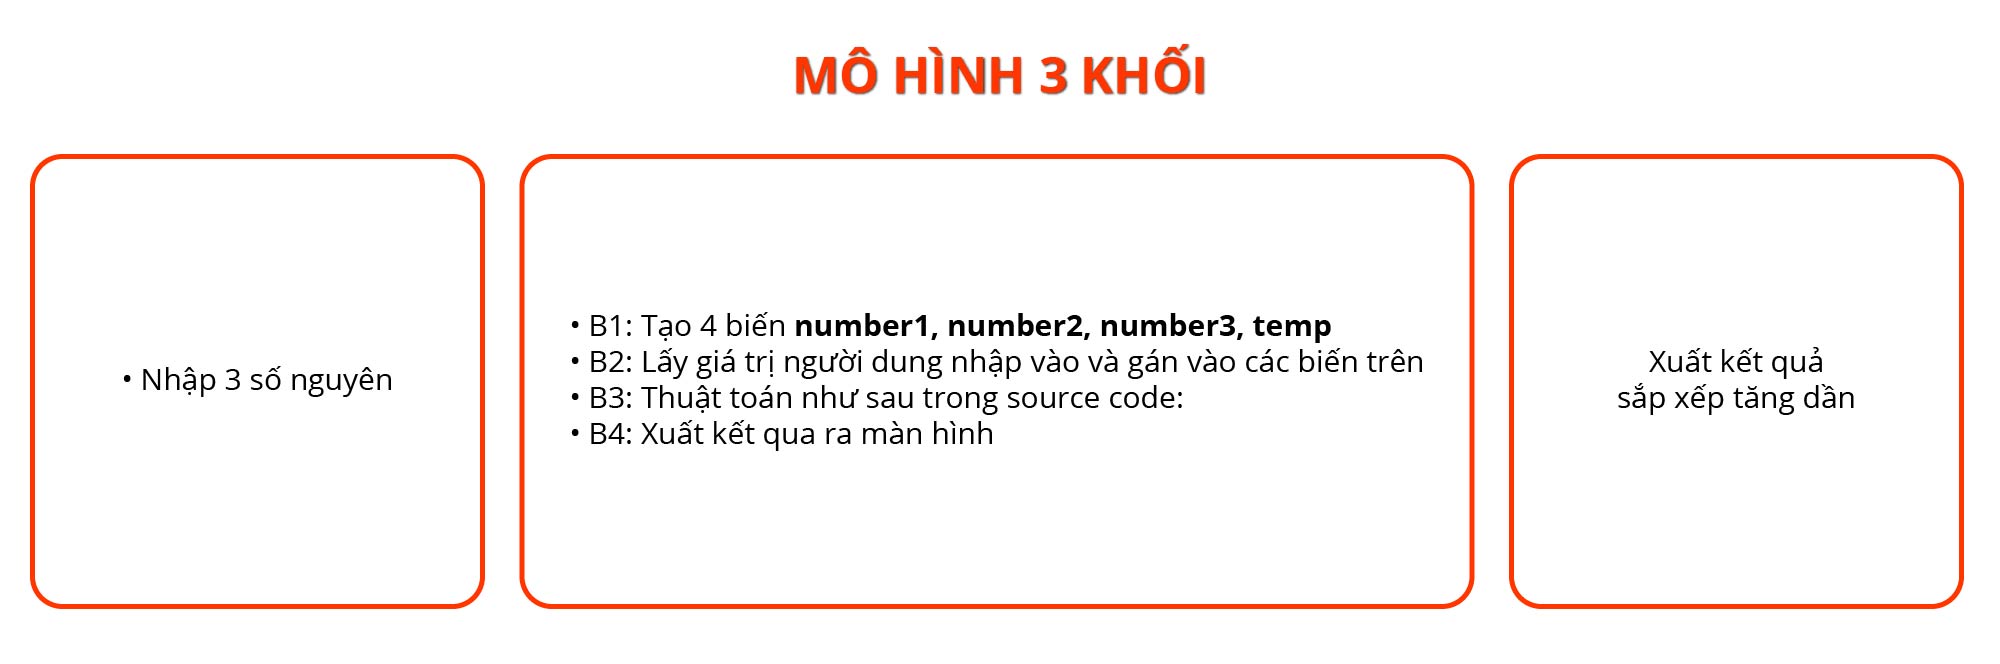 MÔ HÌNH 3 KHỐI
• Nhập 3 số nguyên
• B1: Tạo 4 biến number1, number2, number3, temp
• B2: Lấy giá trị người dung nhập vào và gán vào các biến trên
• B3: Thuật toán như sau trong source code:
• B4: Xuất kết qua ra màn hình
Xuất kết quả
sắp xếp tăng dần